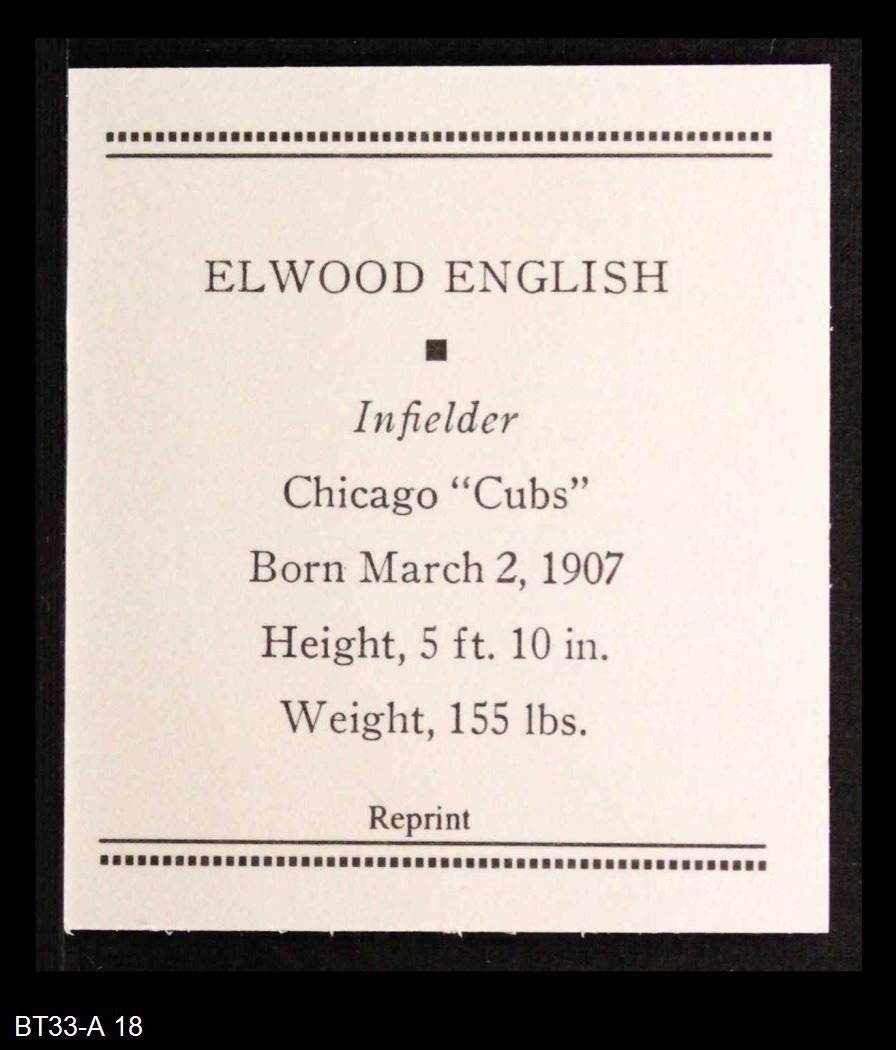 ELWOOD ENGLISH
Infielder
Chicago “Cubs”
Born March 2, 1907
Height, 5 ft. 10 in.
Weight, 155 lbs.
Reprint
BT33-A 18